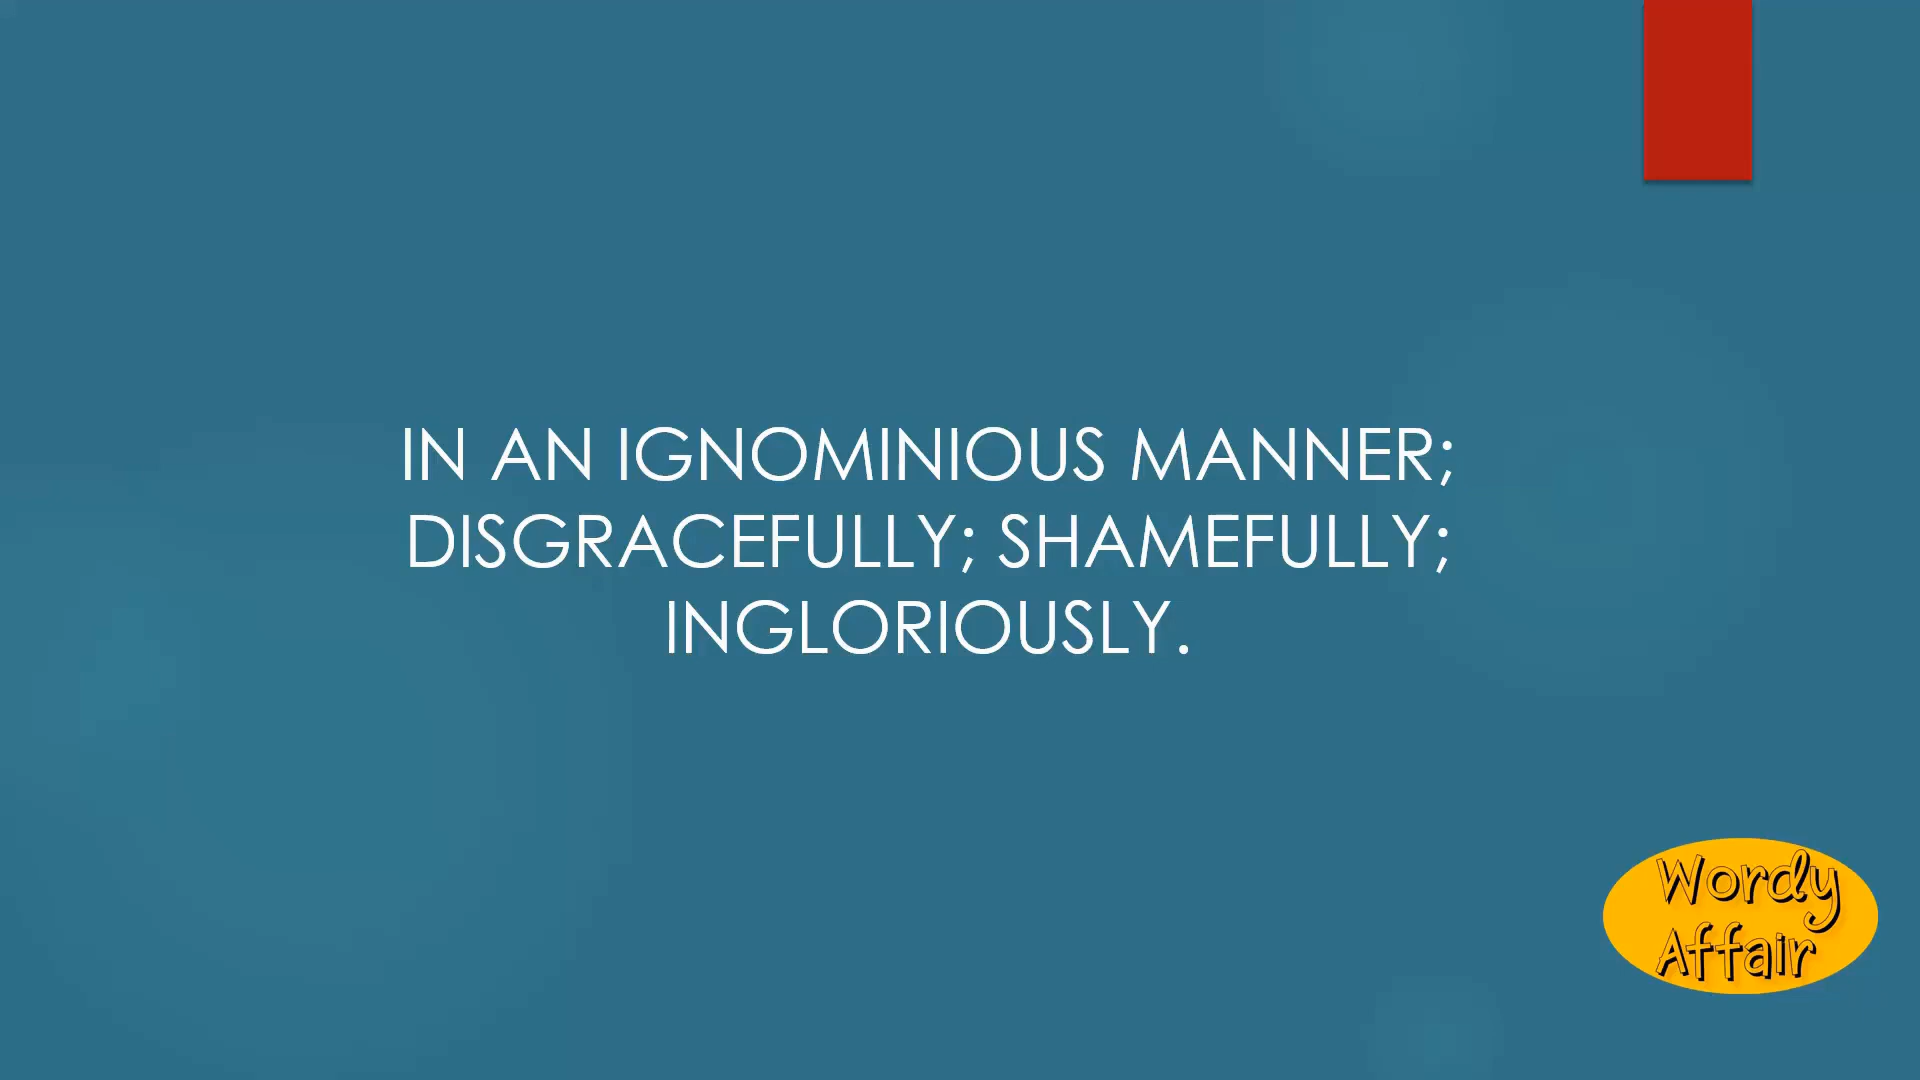 IN AN IGNOMINIOUS MANNER;
DISGRACEFULLY; SHAMEFULLY;
INGLORIOUSLY.
Wordy
Affair